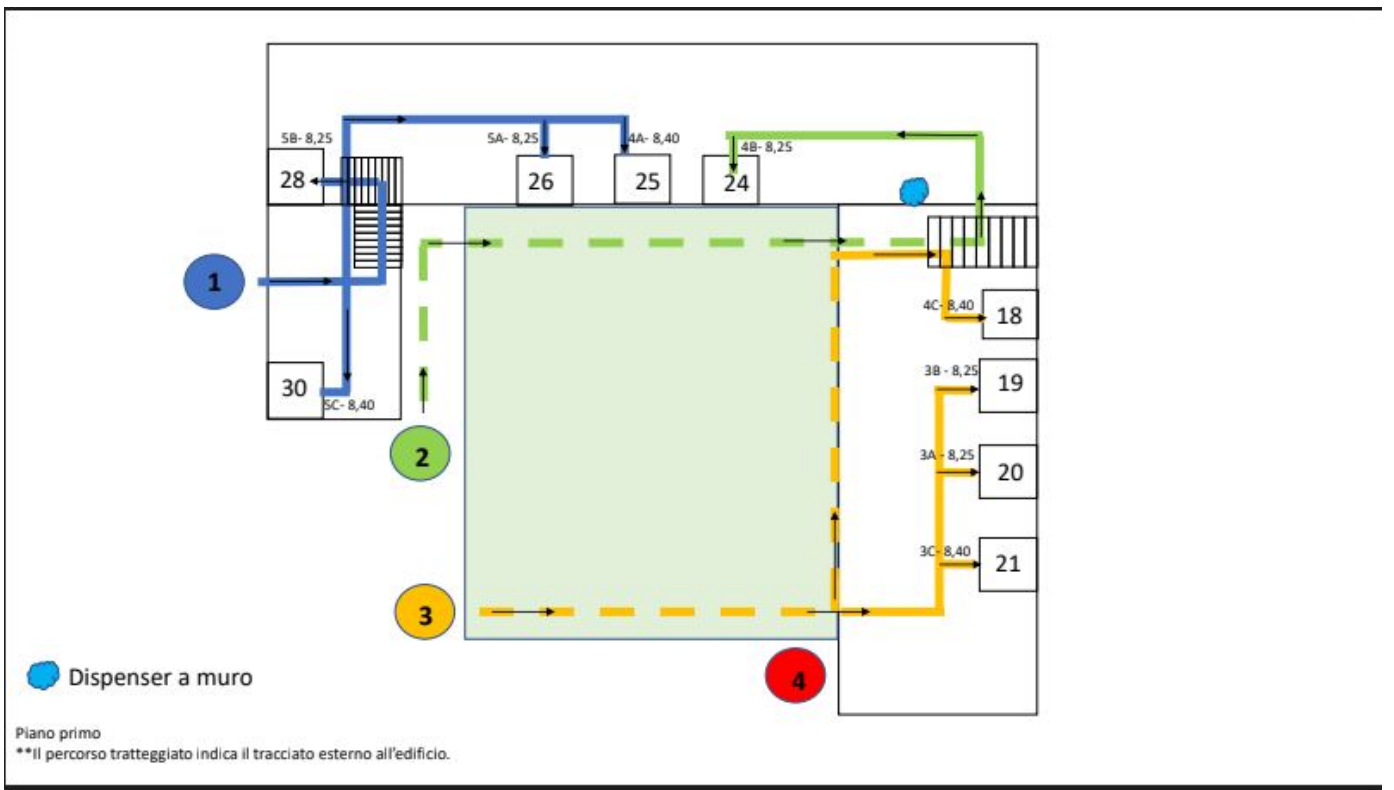 5B- 8,25
5A- 8,25
4A- 8,40
4B- 8,25
28
26
25
24
1
4C- 8,40
18
3B - 8,25
19
30
5C- 8,40
2
3A - 8,25
20
3C- 8,40
21
3
4
Dispenser a muro
Piano primo
**Il percorso tratteggiato indica il tracciato esterno all'edificio.